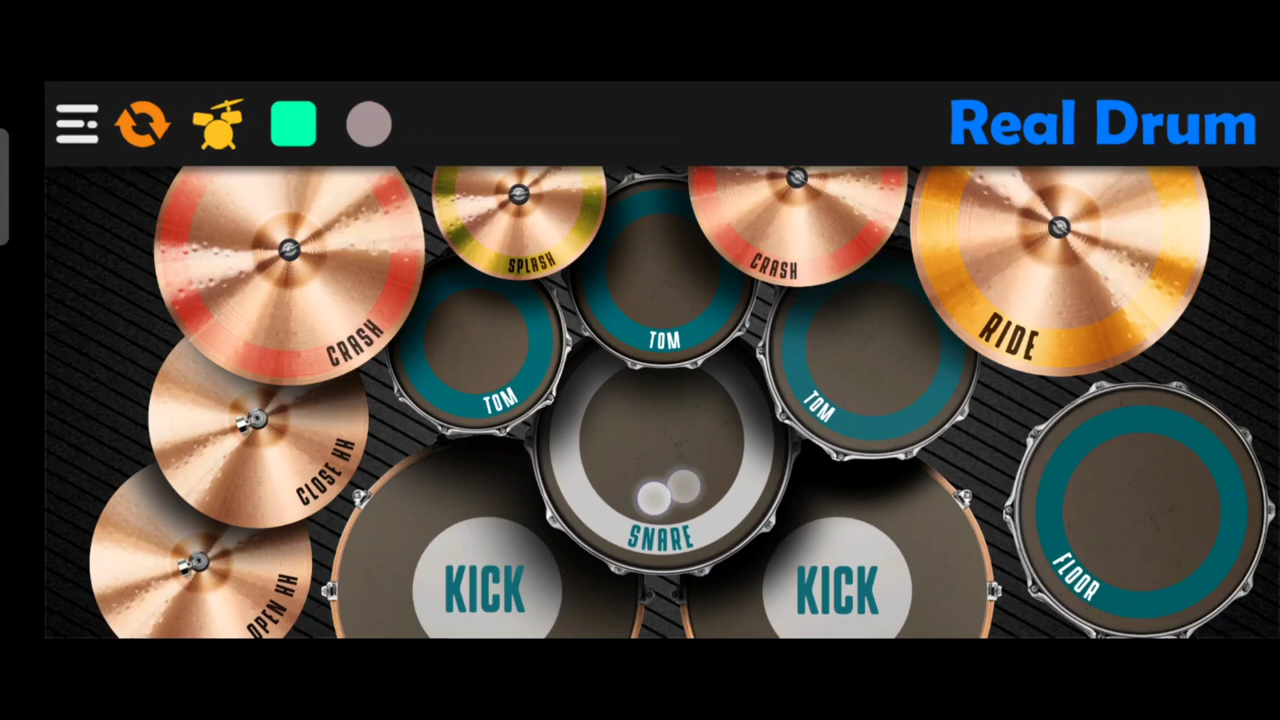 Real Drum
CRASH
SPLASH
CRASH
RIDE
TOM
TOM
TOM
CLOSE HH
SNARE
OPEN HH
KICK
KICK
FLOOR